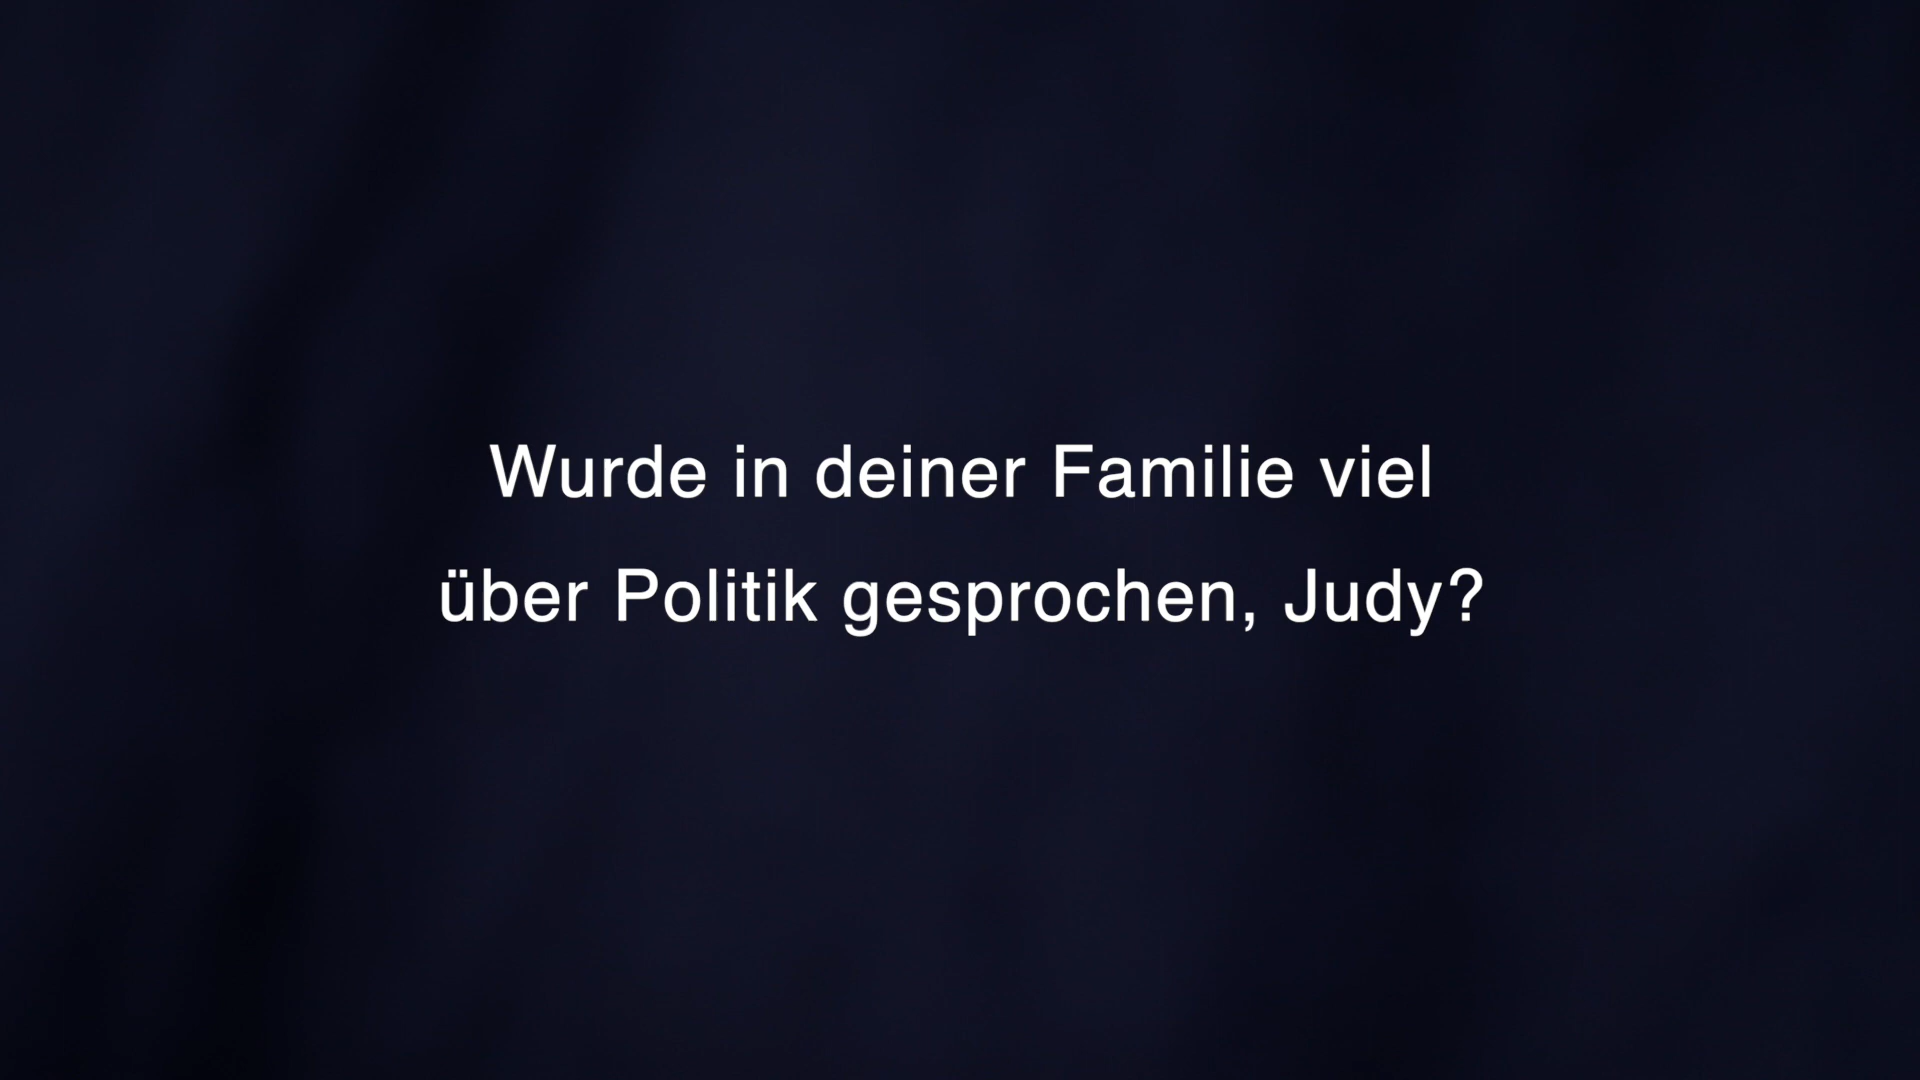 Wurde in deiner Familie viel
über Politik gesprochen, Judy?